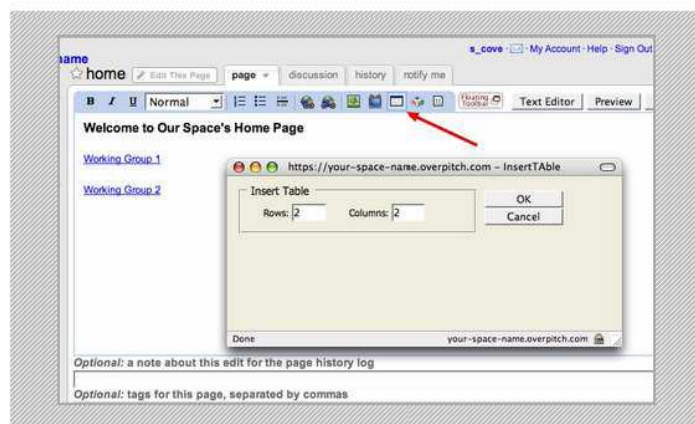 s_cove · My Account · Help · Sign Out
name
home Edit This Page page discussion history notify me
B I U Normal Floating Toolbar Text Editor Preview
Welcome to Our Space's Home Page
Working Group 1
Working Group 2
https://your-space-name.overpitch.com - InsertTAble
Insert Table
Rows: 2 Columns: 2
OK
Cancel
Done your-space-name.overpitch.com
Optional: a note about this edit for the page history log
Optional: tags for this page, separated by commas